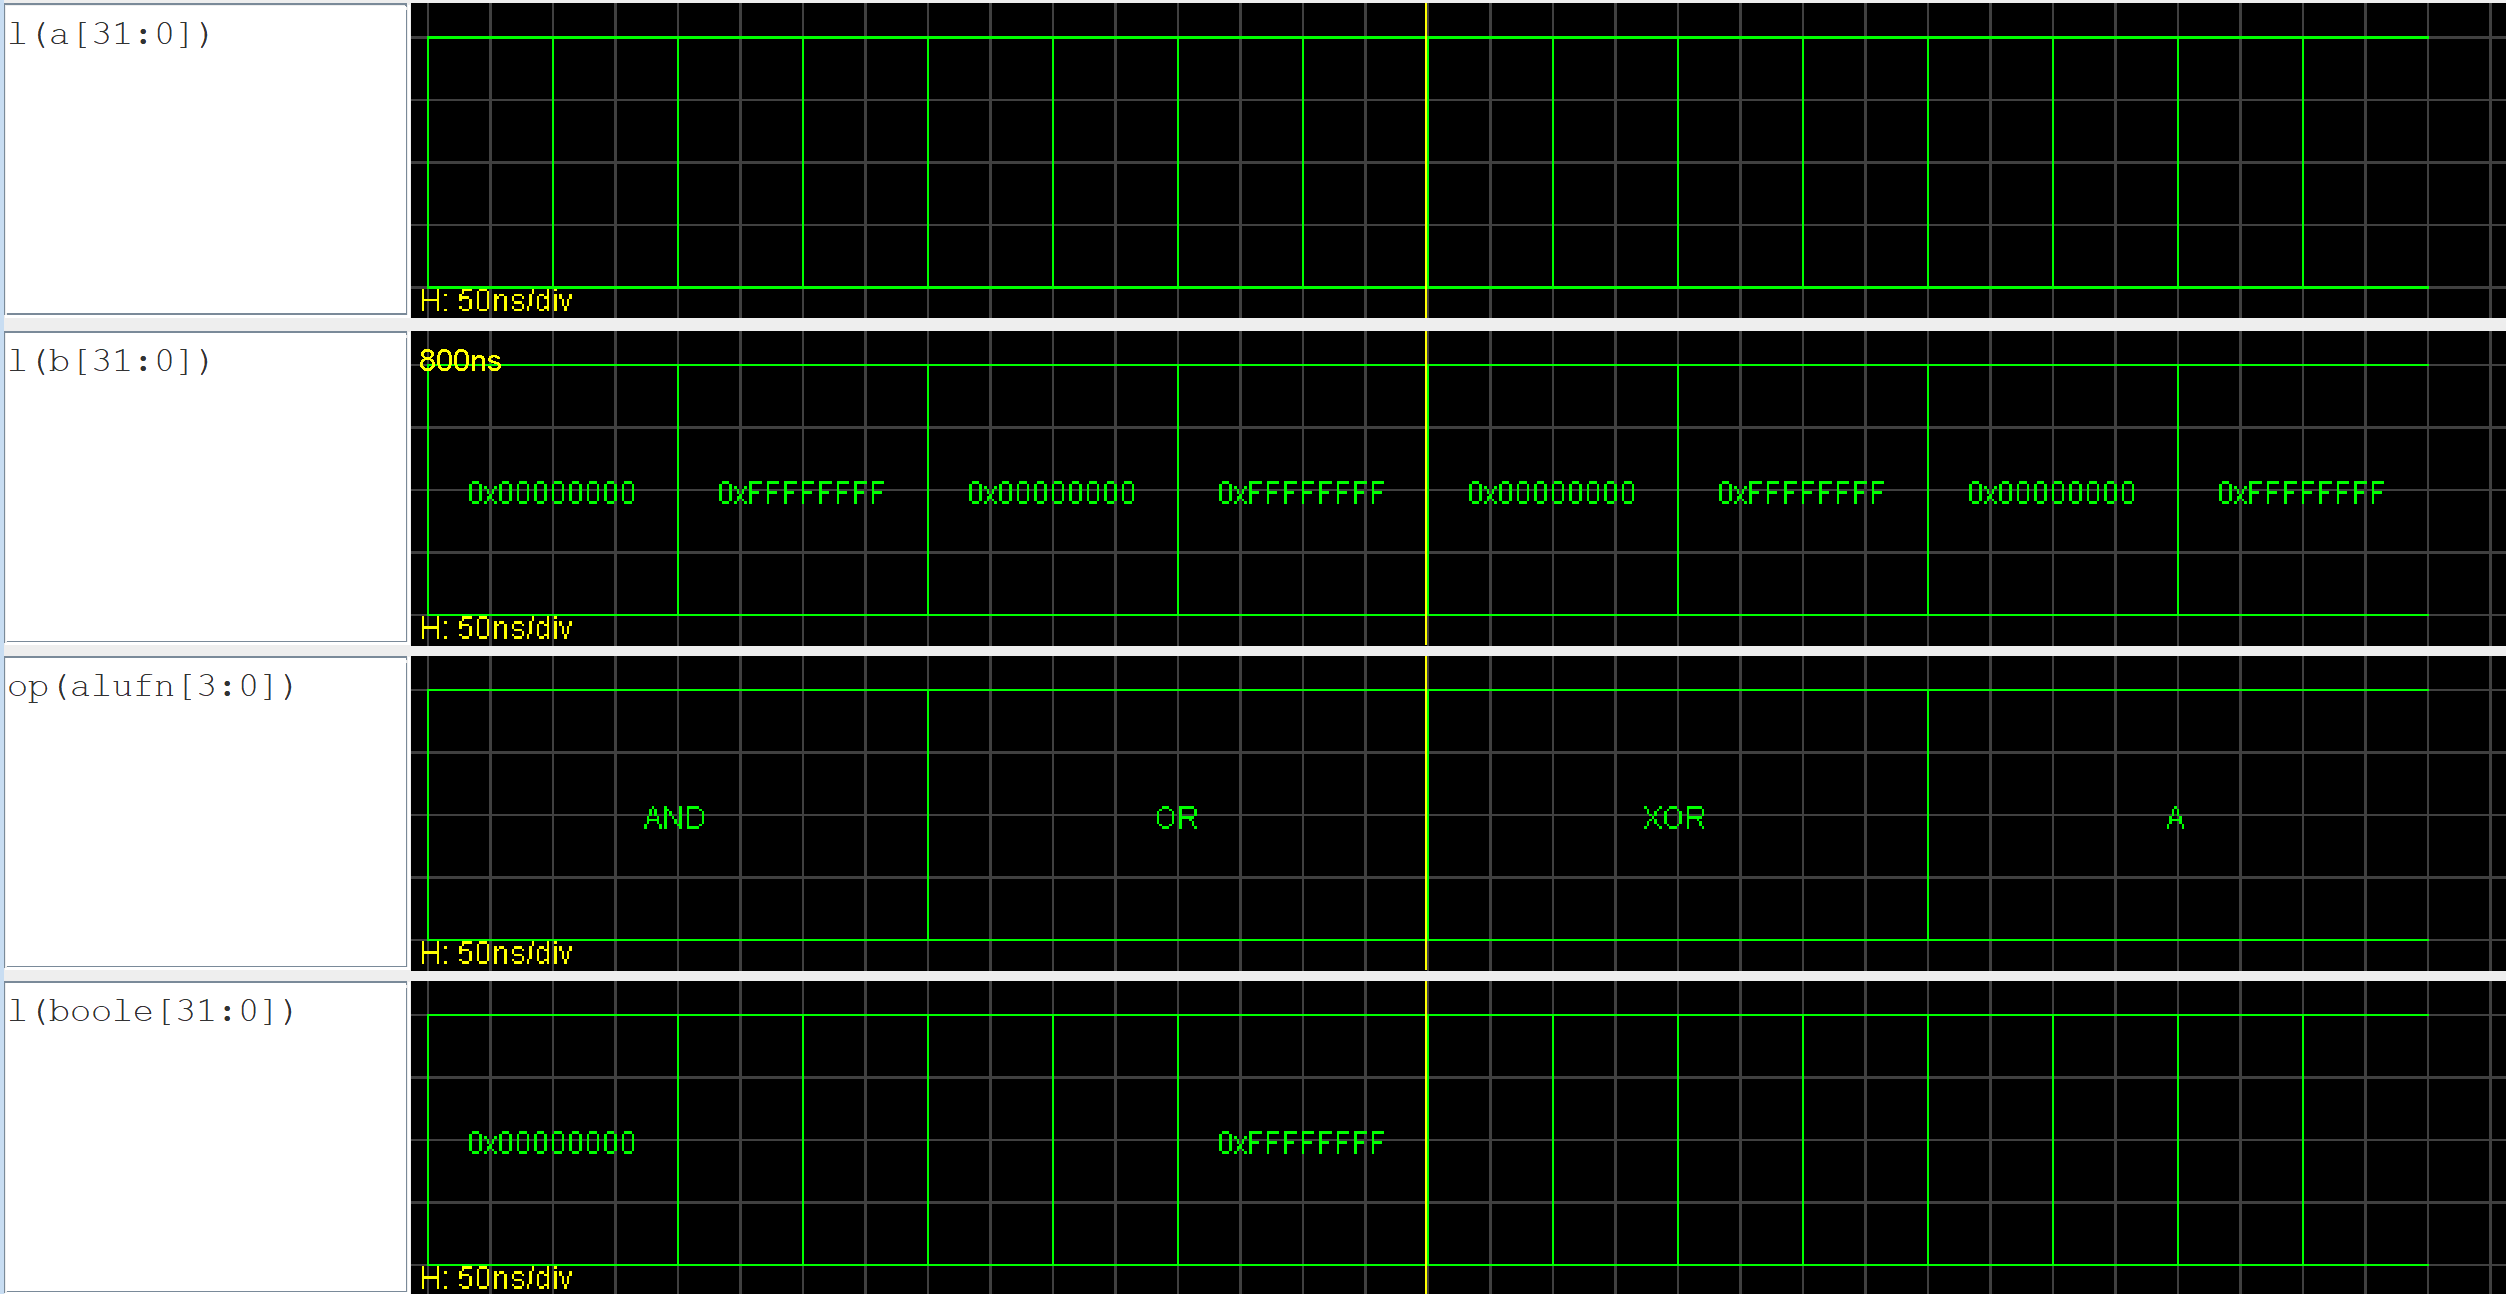 l(a[31:0])
H: 50ns/div
l(b[31:0])
800ns
0x00000000 0xFFFFFFFF 0x00000000 0xFFFFFFFF 0x00000000 0xFFFFFFFF 0x00000000 0xFFFFFFFF
H: 50ns/div
op(alufn[3:0])
AND OR XOR A
H: 50ns/div
l(boole[31:0])
0x00000000 0xFFFFFFFF
H: 50ns/div